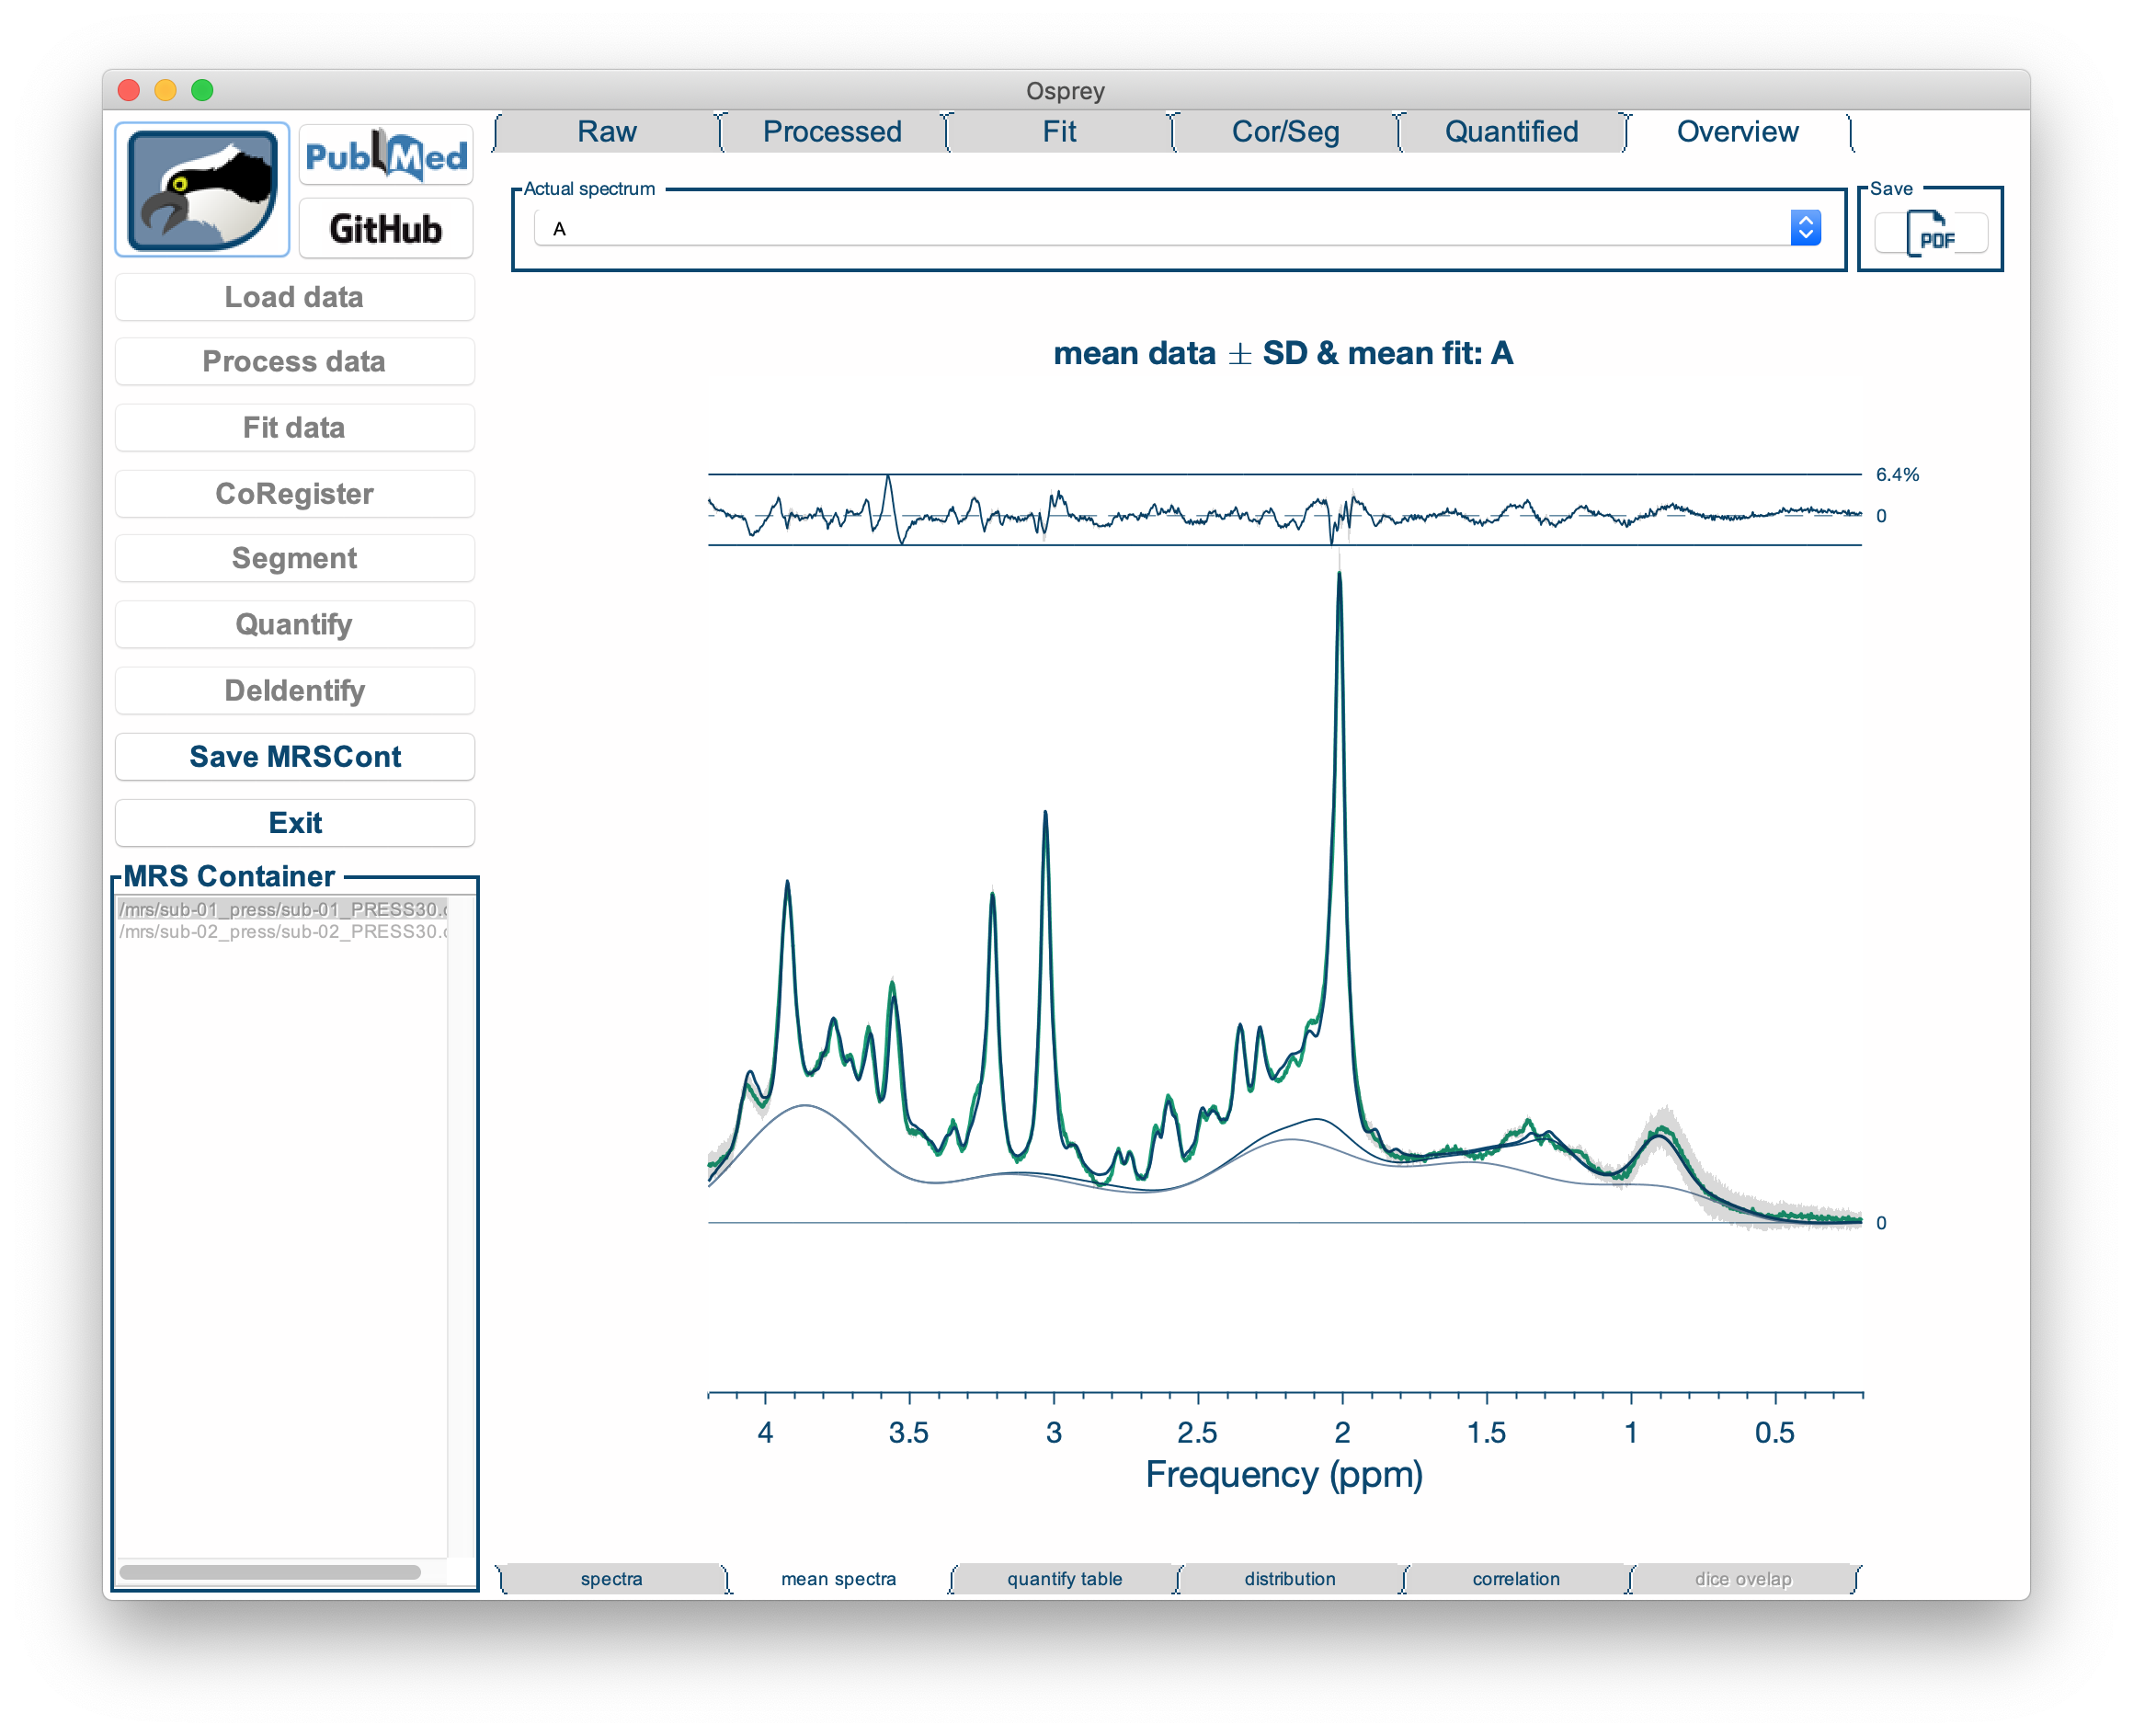 Osprey
PubMed
GitHub
Load data
Process data
Fit data
CoRegister
Segment
Quantify
DeIdentify
Save MRSCont
Exit
MRS Container
/mrs/sub-01_press/sub-01_PRESS30.
/mrs/sub-02_press/sub-02_PRESS30.
Raw Processed Fit Cor/Seg Quantified Overview
Actual spectrum
A
Save
PDF
mean data ± SD & mean fit: A
6.4%
0
0
4 3.5 3 2.5 2 1.5 1 0.5
Frequency (ppm)
spectra mean spectra quantify table distribution correlation dice ovelap